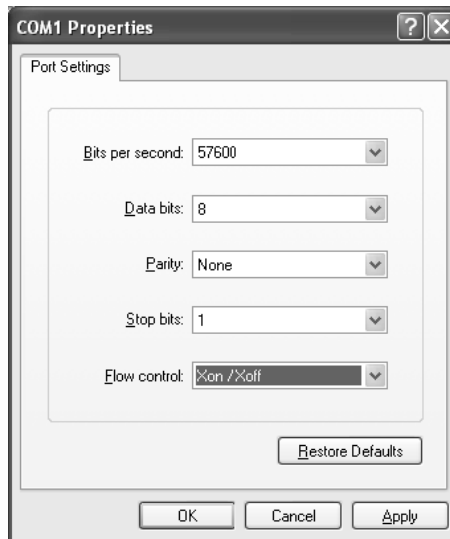 COM1 Properties
Port Settings
Bits per second: 57600
Data bits: 8
Parity: None
Stop bits: 1
Flow control: Xon / Xoff
Restore Defaults
OK Cancel Apply